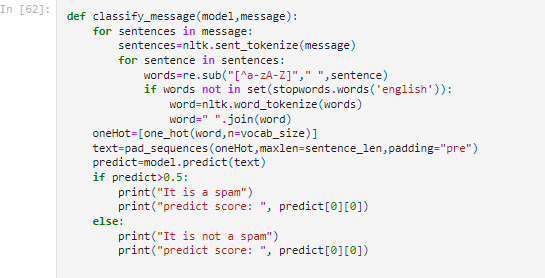 In [62]:
def classify_message(model,message):
    for sentences in message:
        sentences=nltk.sent_tokenize(message)
        for sentence in sentences:
            words=re.sub("[^a-zA-Z]"," ",sentence)
            if words not in set(stopwords.words('english')):
                word=nltk.word_tokenize(words)
                word=" ".join(word)
    oneHot=[one_hot(word,n=vocab_size)]
    text=pad_sequences(oneHot,maxlen=sentence_len,padding="pre")
    predict=model.predict(text)
    if predict>0.5:
        print("It is a spam")
        print("predict score: ", predict[0][0])
    else:
        print("It is not a spam")
        print("predict score: ", predict[0][0])